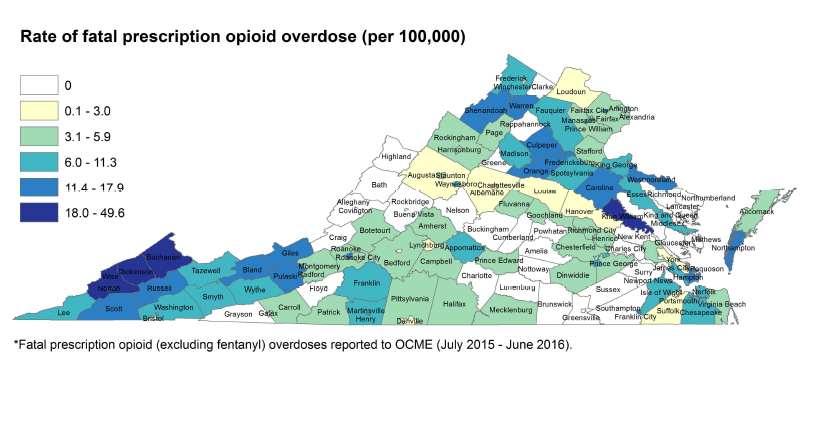 Rate of fatal prescription opioid overdose (per 100,000)
0
0.1 - 3.0
3.1 - 5.9
6.0 - 11.3
11.4 - 17.9
18.0 - 49.6
Frederick
Winchester Clarke
Loudoun
Shenandoah Warren Fauquier Fairfax City Arlington
Manassas Fairfax Alexandria
Rappahannock Prince William
Rockingham Page
Harrisonburg Culpeper
Madison Stafford
Highland Greene Fredericksburg King George
Orange Spotsylvania
Augusta Staunton Westmoreland
Bath Waynesboro Charlottesville Caroline
Albemarle Louisa Essex Richmond
Northumberland
Rockbridge Fluvanna Lancaster
Alleghany Hanover King William King and Queen
Covington Buena Vista Nelson Goochland Middlesex
Accomack
Botetourt Amherst Buckingham Powhatan Richmond City
Craig Cumberland Henrico New Kent Mathews
Gloucester Northampton
Roanoke Lynchburg Appomattox Chesterfield Charles City
Giles Roanoke City Bedford Campbell Prince Edward Amelia York
Buchanan Montgomery Prince George James City Poquoson
Dickenson Tazewell Bland Radford Nottoway Surry Hampton
Wise Pulaski Charlotte Dinwiddie Newport News
Norton Russell Wythe Floyd Franklin Lunenburg Sussex Isle of Wight Norfolk
Smyth Pittsylvania Halifax Portsmouth
Scott Washington Carroll Brunswick Southampton Virginia Beach
Lee Grayson Galax Patrick Martinsville Mecklenburg Suffolk Chesapeake
Bristol Henry Danville Greensville Franklin City
*Fatal prescription opioid (excluding fentanyl) overdoses reported to OCME (July 2015 - June 2016).